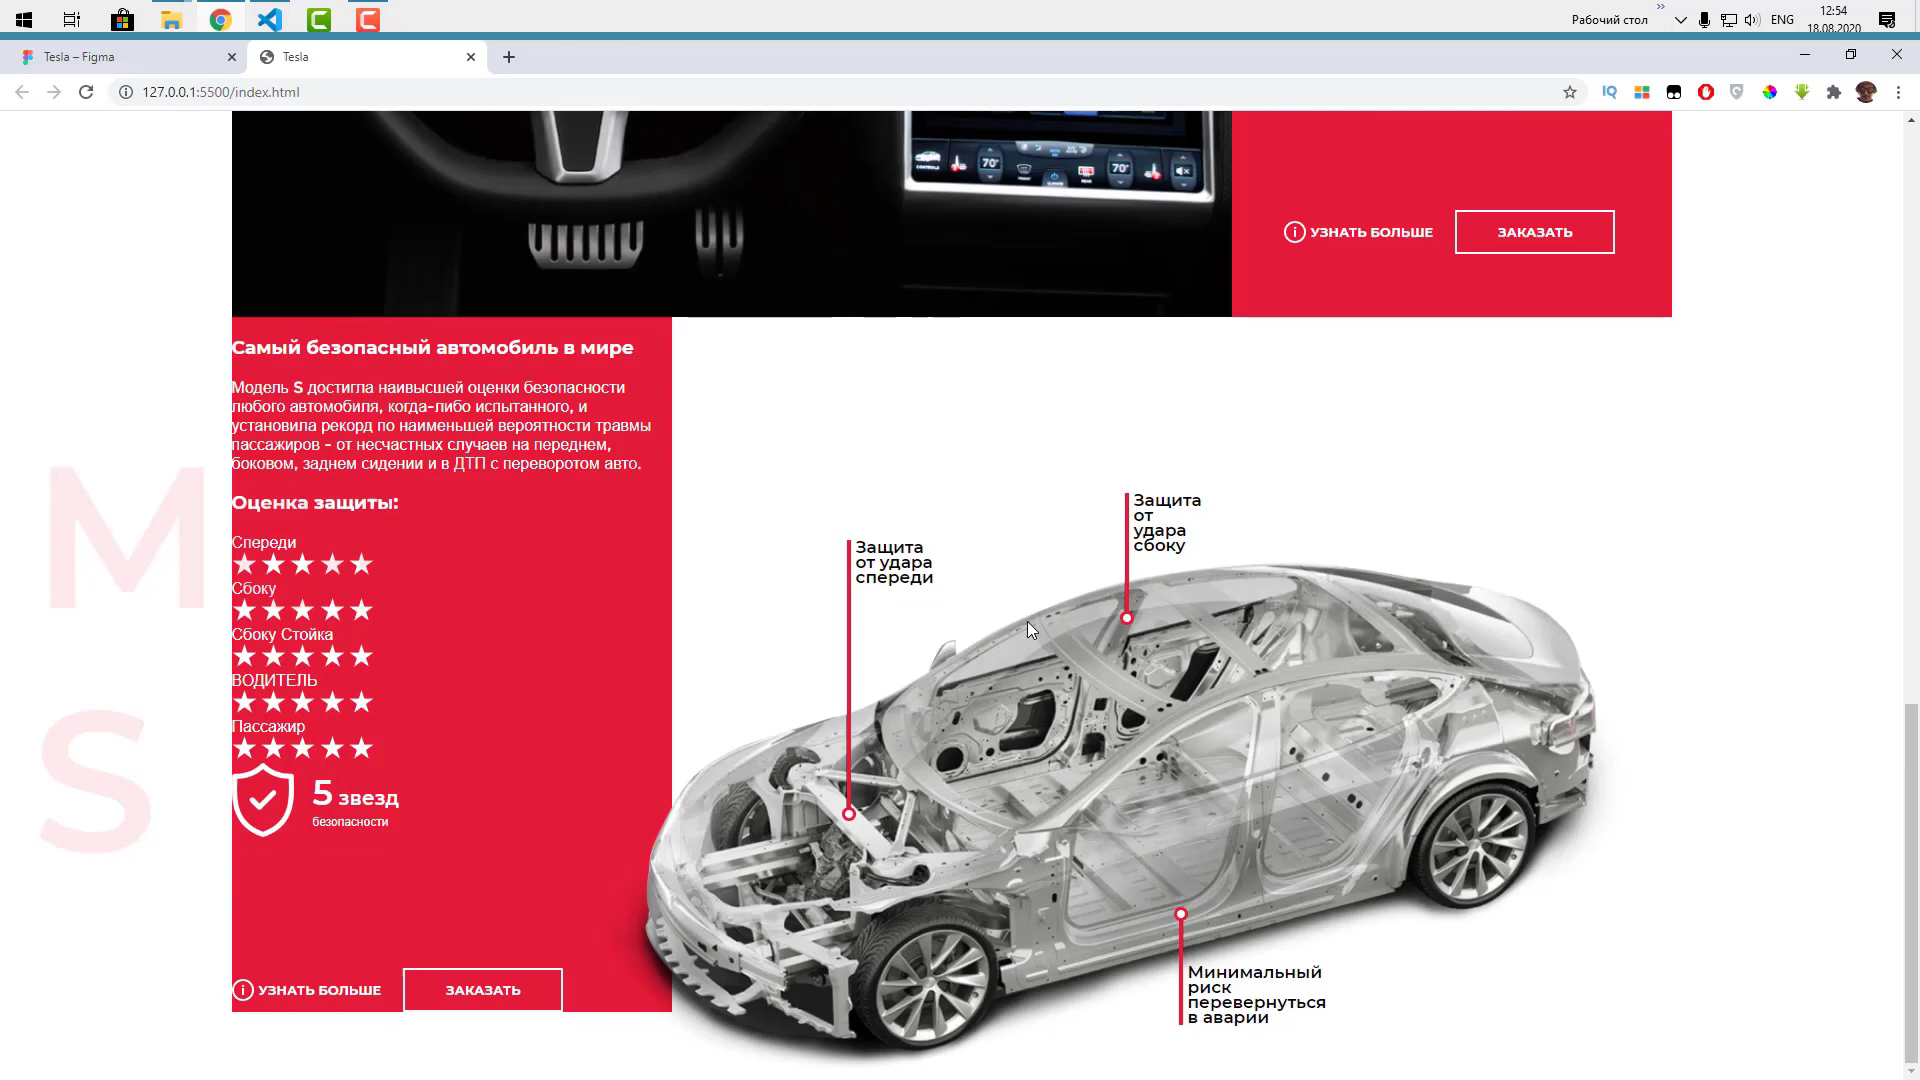 Рабочий стол
ENG
12:54
18.08.2020
Tesla – Figma
Tesla
127.0.0.1:5500/index.html
IQ
70°
70°
УЗНАТЬ БОЛЬШЕ
ЗАКАЗАТЬ
Самый безопасный автомобиль в мире
Модель S достигла наивысшей оценки безопасности
любого автомобиля, когда-либо испытанного, и
установила рекорд по наименьшей вероятности травмы
пассажиров - от несчастных случаев на переднем,
боковом, заднем сидении и в ДТП с переворотом авто.
Оценка защиты:
Спереди
Сбоку
Сбоку Стойка
ВОДИТЕЛЬ
Пассажир
5 звезд
безопасности
УЗНАТЬ БОЛЬШЕ
ЗАКАЗАТЬ
M
S
Защита
от удара
спереди
Защита
от
удара
сбоку
Минимальный
риск
перевернуться
в аварии